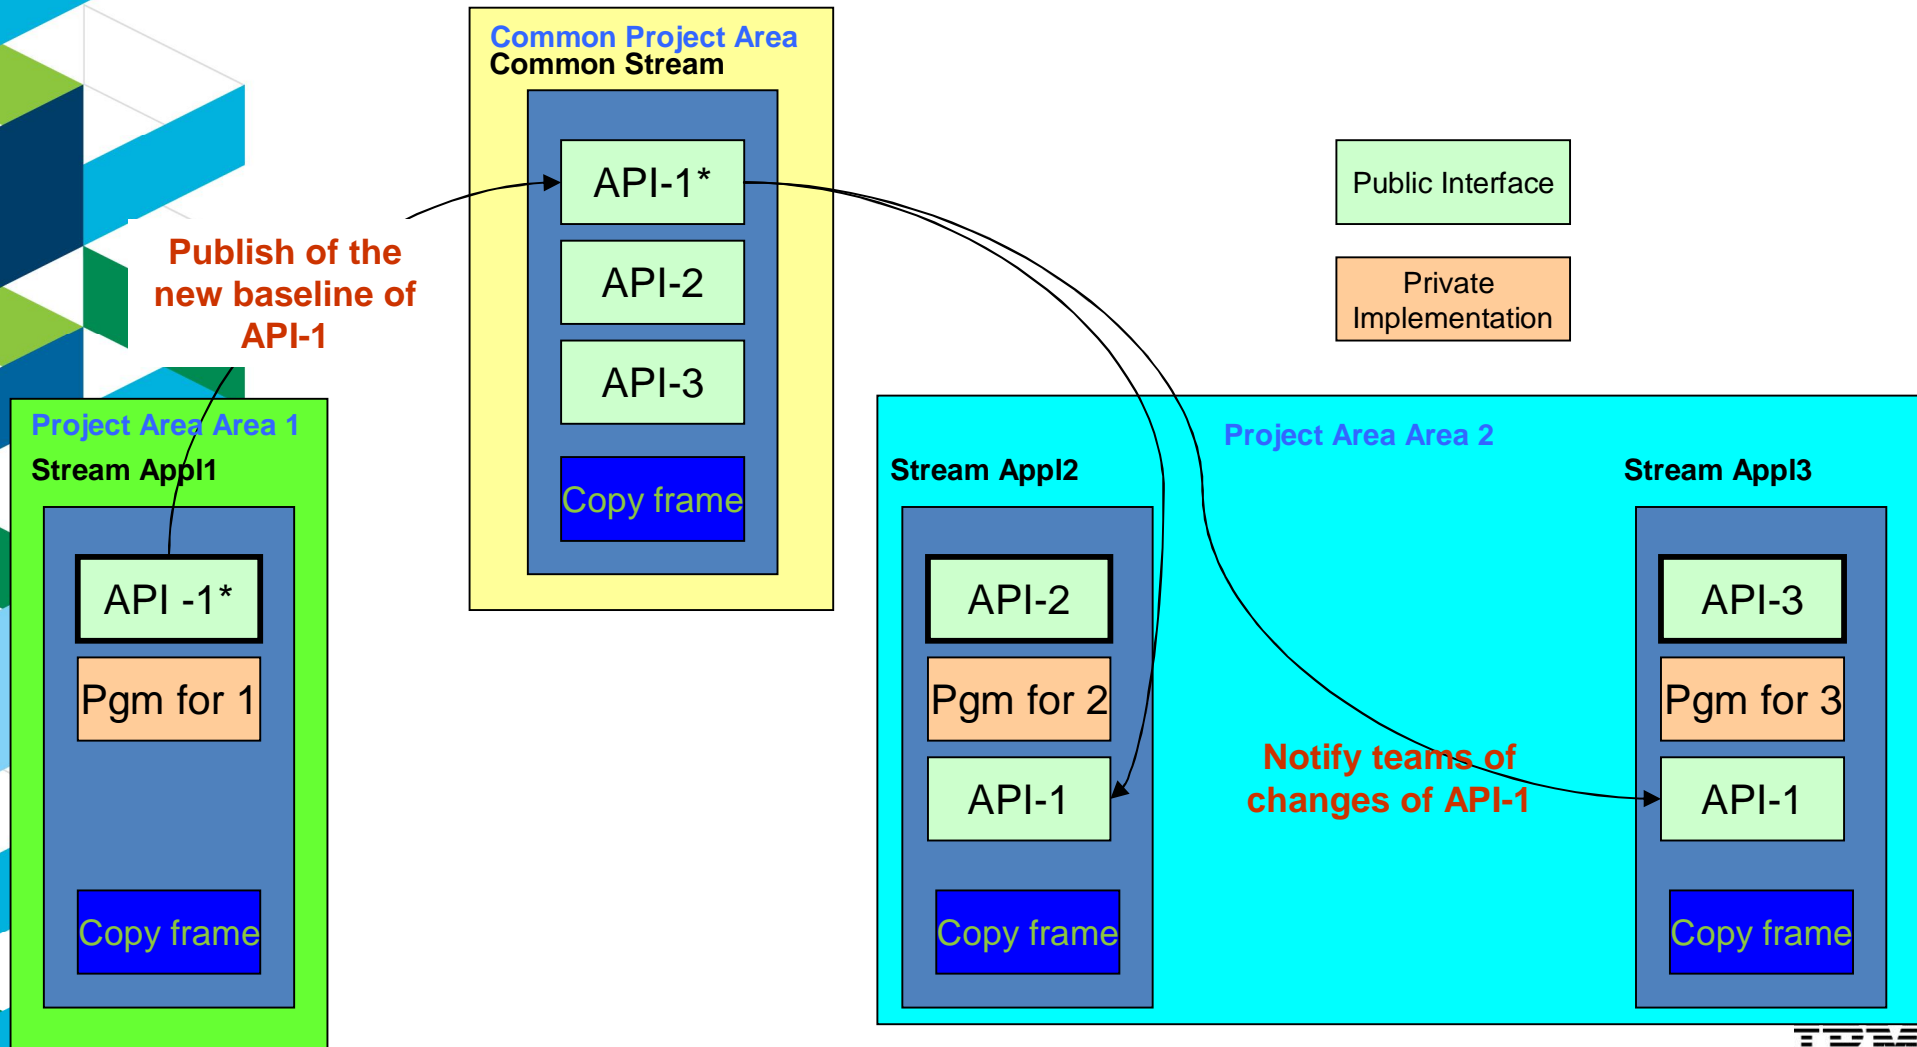 Common Project Area
Common Stream
API-1*
API-2
API-3
Copy frame
Public Interface
Private
Implementation
Publish of the
new baseline of
API-1
Project Area Area 1
Stream Appl1
API -1*
Pgm for 1
Copy frame
Project Area Area 2
Stream Appl2
API-2
Pgm for 2
API-1
Copy frame
Notify teams of
changes of API-1
Stream Appl3
API-3
Pgm for 3
API-1
Copy frame